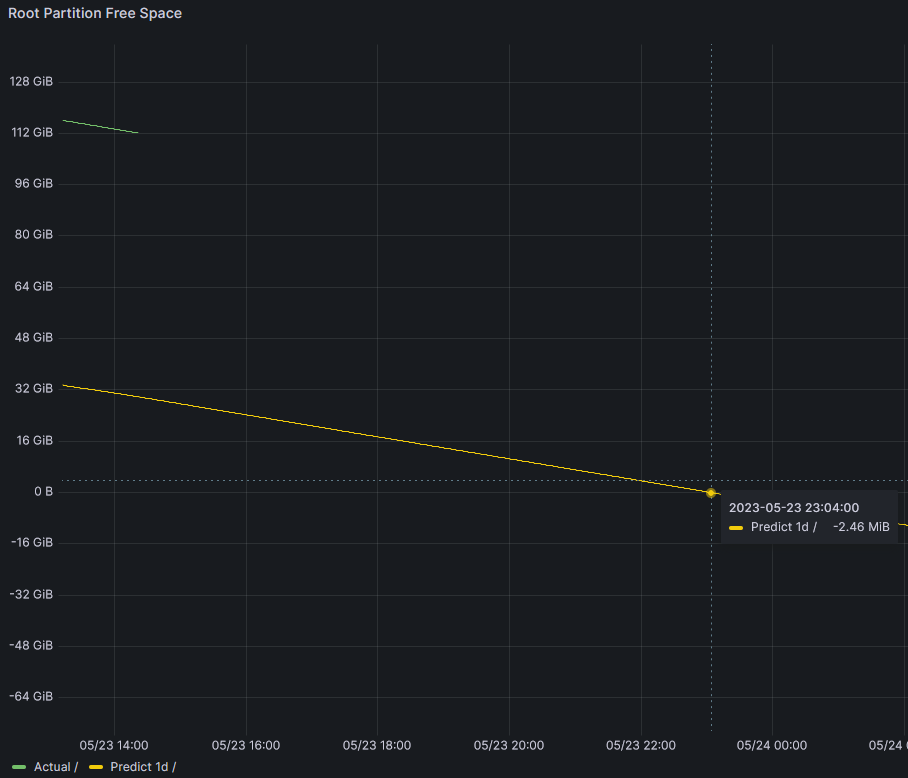 Root Partition Free Space
128 GiB
112 GiB
96 GiB
80 GiB
64 GiB
48 GiB
32 GiB
16 GiB
0 B
-16 GiB
-32 GiB
-48 GiB
-64 GiB
2023-05-23 23:04:00
Predict 1d / -2.46 MiB
05/23 14:00 05/23 16:00 05/23 18:00 05/23 20:00 05/23 22:00 05/24 00:00 05/24
Actual / Predict 1d /